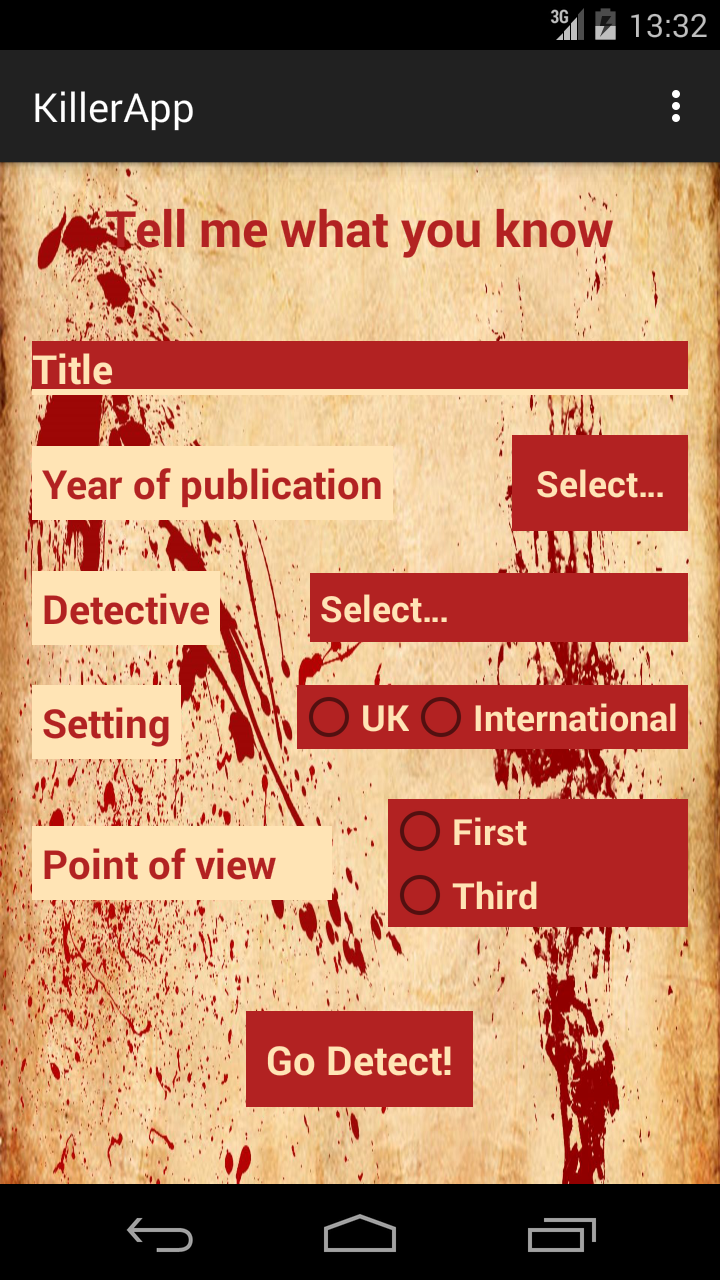 3G 13:32
KillerApp
Tell me what you know
Title
Year of publication Select...
Detective Select...
Setting UK International
Point of view First
Third
Go Detect!